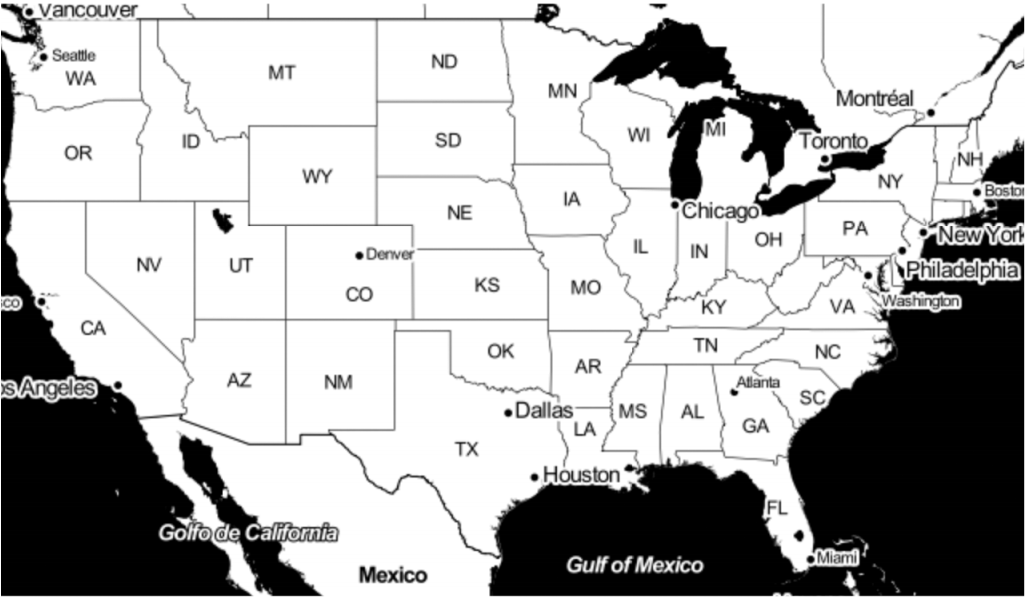 Vancouver
Seattle
WA
MT
ND
MN
OR
ID
SD
WI
MI
Montréal
Toronto
NH
WY
NY
Boston
NE
IA
Chicago
PA
New York
NV
UT
Denver
CO
KS
MO
IL
IN
OH
Philadelphia
sco
CA
KY
VA
Washington
AZ
NM
OK
AR
TN
NC
os Angeles
Dallas
LA
MS
AL
Atlanta
GA
SC
TX
Houston
FL
Golfo de California
Mexico
Gulf of Mexico
Miami